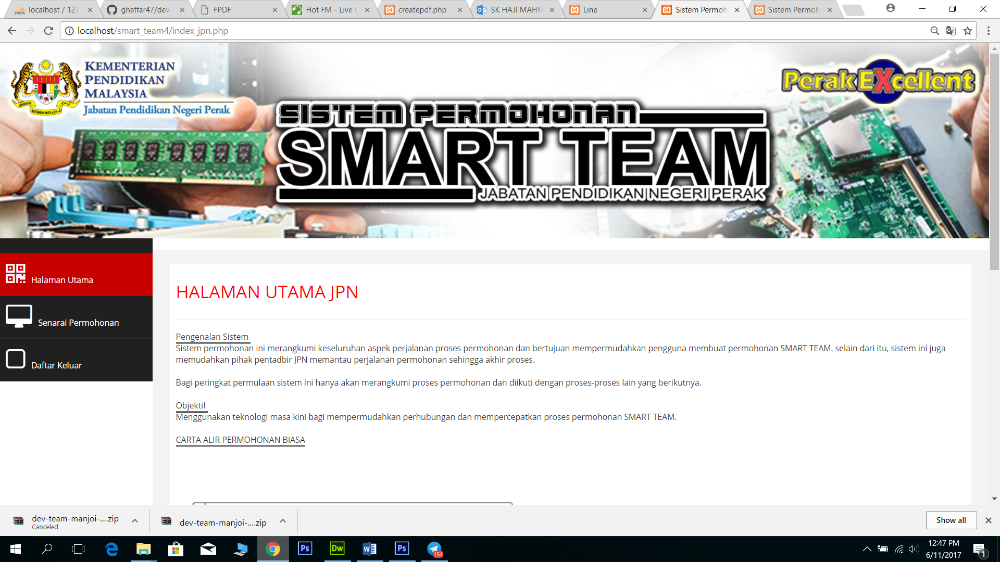 localhost / 127.
ghaffar47/dev-
FPDF
Hot FM - Live
createpdf.php
SK HAJI MAHM
Line
Sistem Permoh
Sistem Permoh
localhost/smart_team4/index_jpn.php
KEMENTERIAN
PENDIDIKAN
MALAYSIA
Jabatan Pendidikan Negeri Perak
PerakEXcellent
SISTEM PERMOHONAN
SMART TEAM
JABATAN PENDIDIKAN NEGERI PERAK
Halaman Utama
Senarai Permohonan
Daftar Keluar
HALAMAN UTAMA JPN
Pengenalan Sistem
Sistem permohonan ini merangkumi keseluruhan aspek perjalanan proses permohonan dan bertujuan mempermudahkan pengguna membuat permohonan SMART TEAM. selain dari itu, sistem ini juga
memudahkan pihak pentadbir JPN memantau perjalanan permohonan sehingga akhir proses.
Bagi peringkat permulaan sistem ini hanya akan merangkumi proses permohonan dan diikuti dengan proses-proses lain yang berikutnya.
Objektif
Menggunakan teknologi masa kini bagi mempermudahkan perhubungan dan mempercepatkan proses permohonan SMART TEAM.
CARTA ALIR PERMOHONAN BIASA
dev-team-manjoi-....zip
Canceled
dev-team-manjoi-....zip
Show all
Ps
Dw
Ps
154
12:47 PM
6/11/2017
1